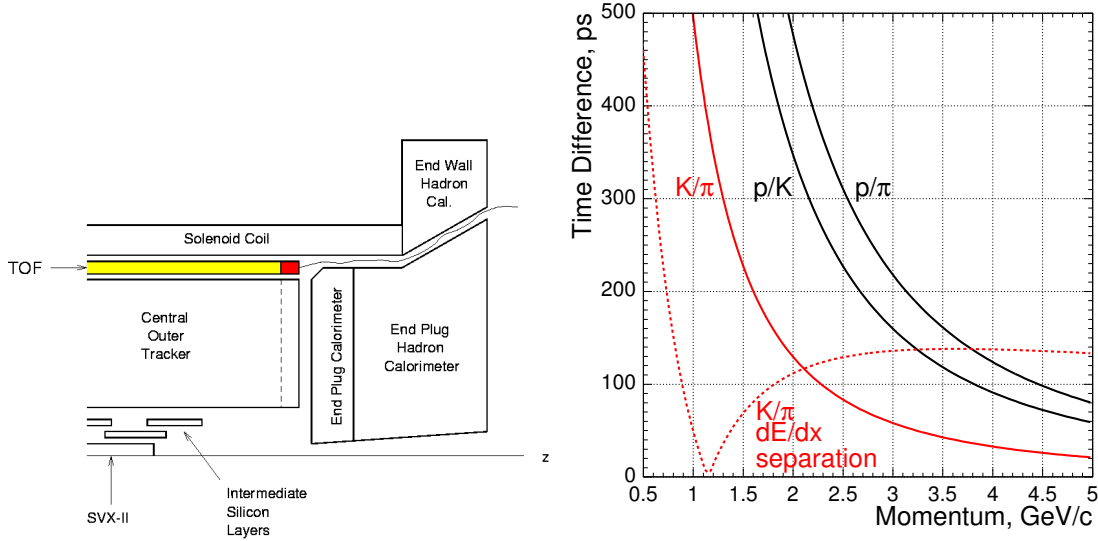 End Wall
Hadron
Cal.
Solenoid Coil
TOF
Central
Outer
Tracker
End Plug Calorimeter
End Plug
Hadron
Calorimeter
z
SVX-II
Intermediate
Silicon
Layers
Time Difference, ps
500
400
300
200
100
0
K/π
p/K
p/π
K/π
dE/dx
separation
0.5 1 1.5 2 2.5 3 3.5 4 4.5 5
Momentum, GeV/c